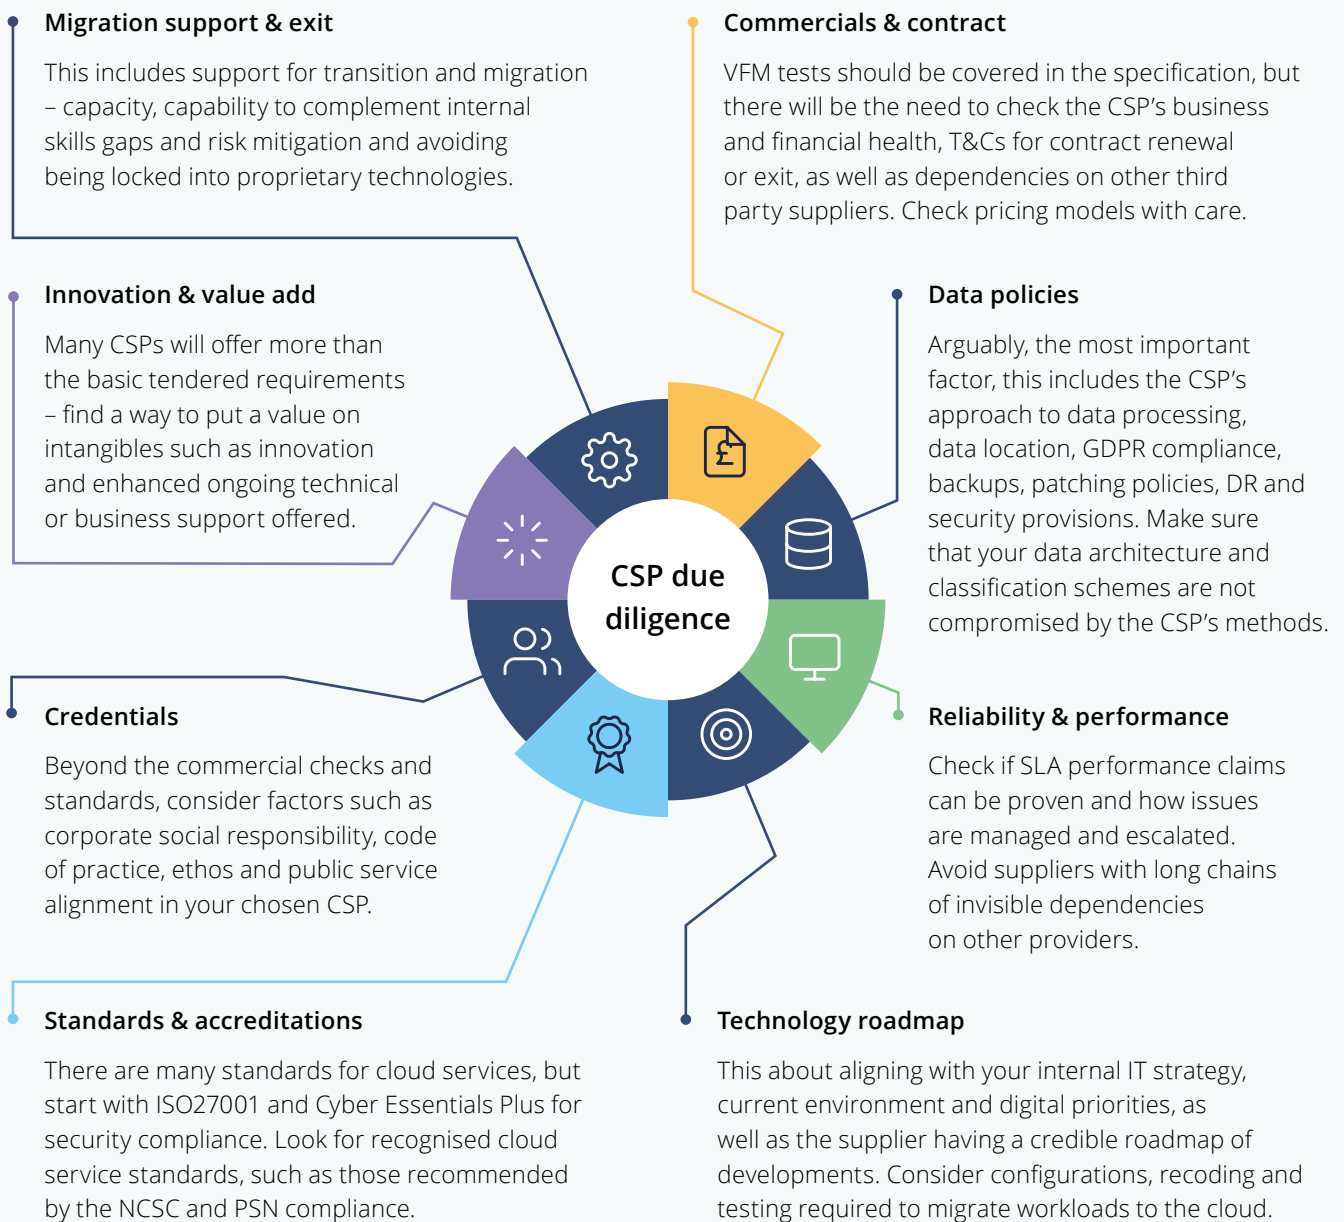 Migration support & exit
This includes support for transition and migration
– capacity, capability to complement internal
skills gaps and risk mitigation and avoiding
being locked into proprietary technologies.
Commercials & contract
VFM tests should be covered in the specification, but
there will be the need to check the CSP's business
and financial health, T&Cs for contract renewal
or exit, as well as dependencies on other third
party suppliers. Check pricing models with care.
Innovation & value add
Many CSPs will offer more than
the basic tendered requirements
– find a way to put a value on
intangibles such as innovation
and enhanced ongoing technical
or business support offered.
Data policies
Arguably, the most important
factor, this includes the CSP's
approach to data processing,
data location, GDPR compliance,
backups, patching policies, DR and
security provisions. Make sure
that your data architecture and
classification schemes are not
compromised by the CSP's methods.
£
CSP due
diligence
Credentials
Beyond the commercial checks and
standards, consider factors such as
corporate social responsibility, code
of practice, ethos and public service
alignment in your chosen CSP.
Reliability & performance
Check if SLA performance claims
can be proven and how issues
are managed and escalated.
Avoid suppliers with long chains
of invisible dependencies
on other providers.
Standards & accreditations
There are many standards for cloud services, but
start with ISO27001 and Cyber Essentials Plus for
security compliance. Look for recognised cloud
service standards, such as those recommended
by the NCSC and PSN compliance.
Technology roadmap
This about aligning with your internal IT strategy,
current environment and digital priorities, as
well as the supplier having a credible roadmap of
developments. Consider configurations, recoding and
testing required to migrate workloads to the cloud.